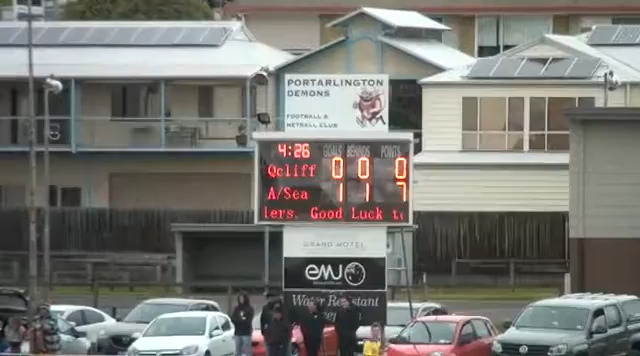 PORTARLINGTON
DEMONS
FOOTBALL &
NETBALL CLUB
4:26 GOALS BEHINDS POINTS
Qcliff 0 0 0
A/Sea 1 1 7
lers. Good Luck to
GRAND HOTEL
emu
Water Resist